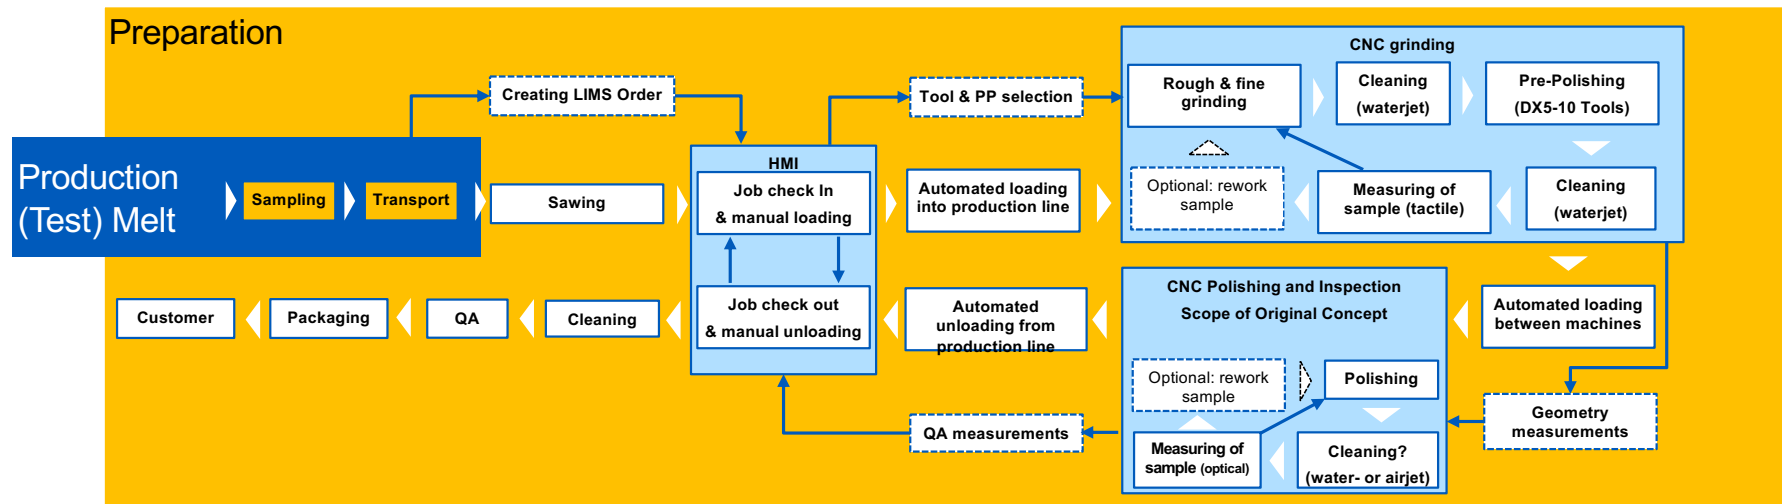 Preparation
CNC grinding
Creating LIMS Order
Tool & PP selection
Rough & fine
grinding
Cleaning
(waterjet)
Pre-Polishing
(DX5-10 Tools)
Production
(Test) Melt
Sampling
Transport
Sawing
HMI
Job check In
& manual loading
Automated loading
into production line
Optional: rework
sample
Measuring of
sample (tactile)
Cleaning
(waterjet)
Customer
Packaging
QA
Cleaning
Job check out
& manual unloading
Automated
unloading from
production line
CNC Polishing and Inspection
Scope of Original Concept
Automated loading
between machines
Optional: rework
sample
Polishing
QA measurements
Measuring of
sample (optical)
Cleaning?
(water- or airjet)
Geometry
measurements